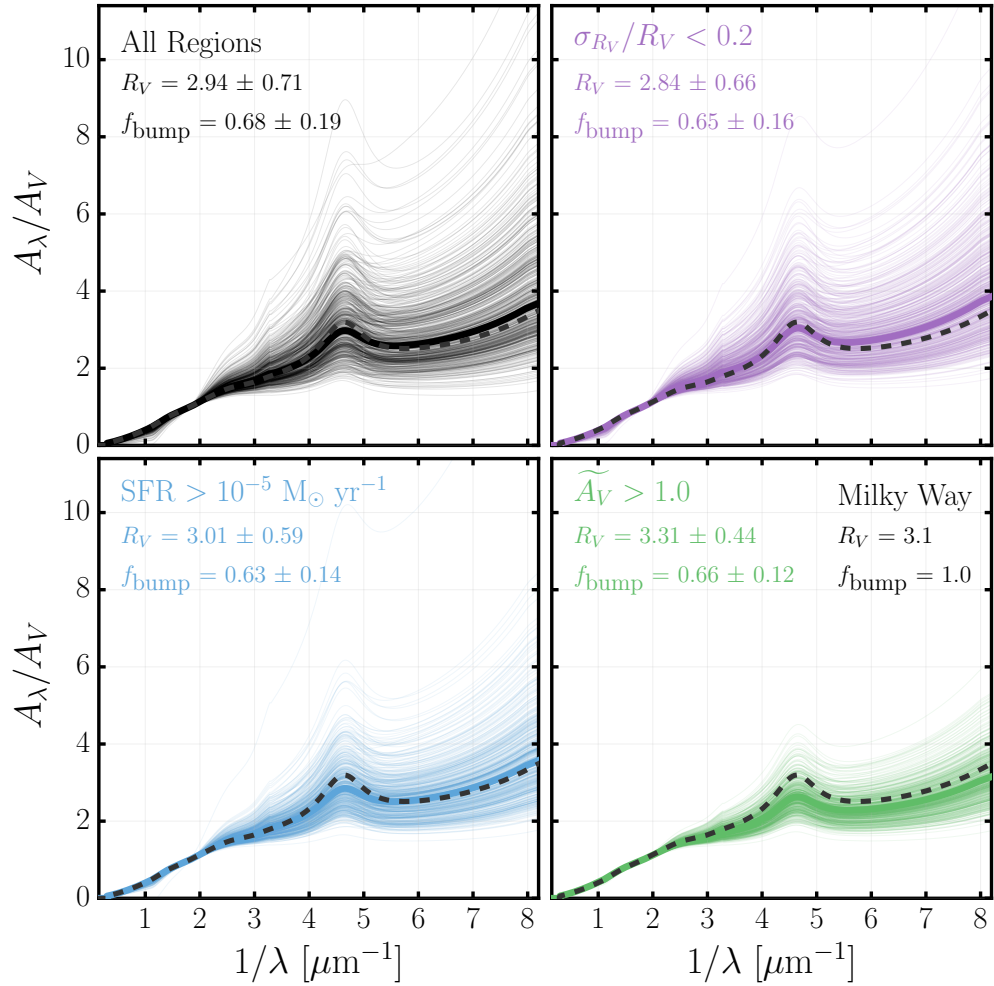 All Regions
R_V = 2.94 ± 0.71
f_bump = 0.68 ± 0.19
A_λ/A_V
10
8
6
4
2
0
σ_{R_V}/R_V < 0.2
R_V = 2.84 ± 0.66
f_bump = 0.65 ± 0.16
SFR > 10⁻⁵ M_⊙ yr⁻¹
R_V = 3.01 ± 0.59
f_bump = 0.63 ± 0.14
A_λ/A_V
10
8
6
4
2
0
1 2 3 4 5 6 7 8
1/λ [μm⁻¹]
\widetilde{A_V} > 1.0
R_V = 3.31 ± 0.44
f_bump = 0.66 ± 0.12
Milky Way
R_V = 3.1
f_bump = 1.0
1 2 3 4 5 6 7 8
1/λ [μm⁻¹]